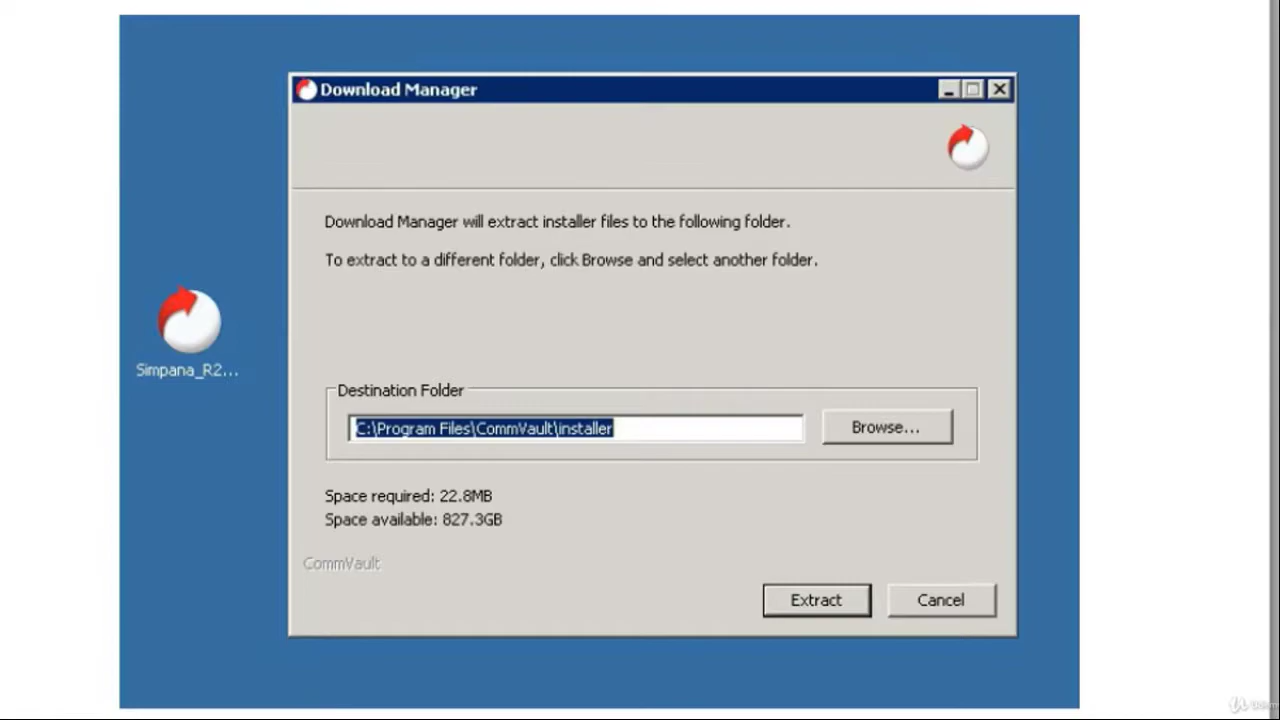 Download Manager
Download Manager will extract installer files to the following folder.
To extract to a different folder, click Browse and select another folder.
Simpana_R2...
Destination Folder
C:\Program Files\CommVault\installer
Browse...
Space required: 22.8MB
Space available: 827.3GB
CommVault
Extract
Cancel